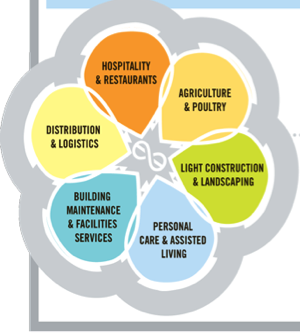 HOSPITALITY
& RESTAURANTS
AGRICULTURE
& POULTRY
LIGHT CONSTRUCTION
& LANDSCAPING
PERSONAL
CARE & ASSISTED
LIVING
BUILDING
MAINTENANCE
& FACILITIES
SERVICES
DISTRIBUTION
& LOGISTICS